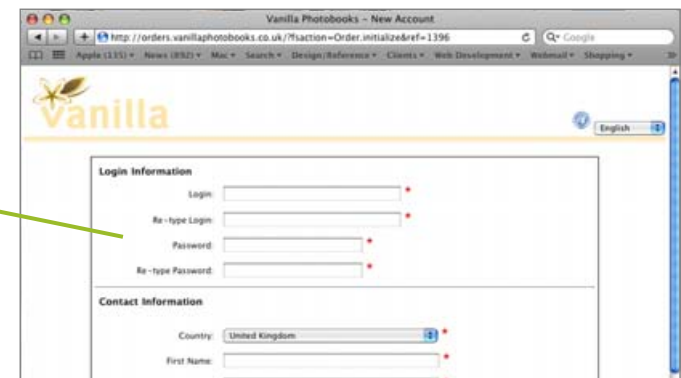 Vanilla Photobooks – New Account
http://orders.vanillaphotobooks.co.uk/?fsaction=Order.initialize&ref=1396
Google
Apple (135) News (892) Mac Search Design/Reference Clients Web Development Webmail Shopping
vanilla
English
Login Information
Login:
*
Re-type Login:
*
Password:
*
Re-type Password:
*
Contact Information
Country:
United Kingdom
*
First Name:
*